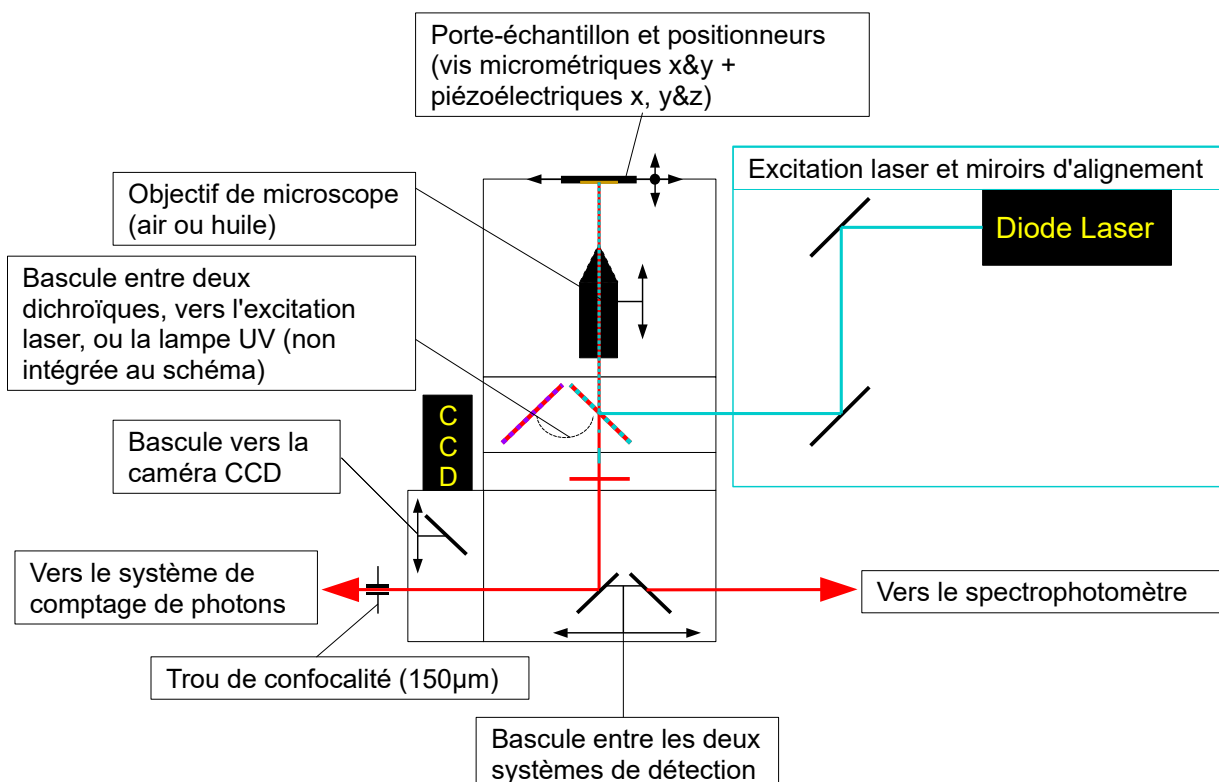 Porte-échantillon et positionneurs
(vis micrométriques x&y +
piézoélectriques x, y&z)
Excitation laser et miroirs d'alignement
Diode Laser
Objectif de microscope
(air ou huile)
Bascule entre deux
dichroïques, vers l'excitation
laser, ou la lampe UV (non
intégrée au schéma)
C
C
D
Bascule vers la
caméra CCD
Vers le système de
comptage de photons
Vers le spectrophotomètre
Trou de confocalité (150µm)
Bascule entre les deux
systèmes de détection